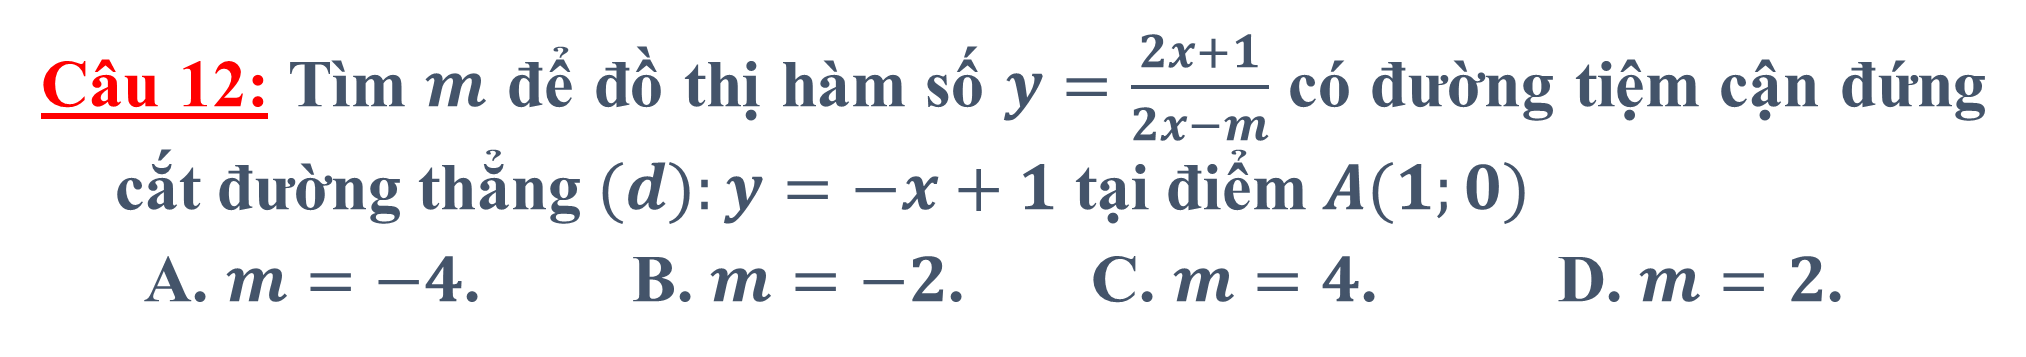 Câu 12: Tìm m để đồ thị hàm số y = \frac{2x+1}{2x−m} có đường tiệm cận đứng
cắt đường thẳng (d): y = −x + 1 tại điểm A(1; 0)
A. m = −4. B. m = −2. C. m = 4. D. m = 2.